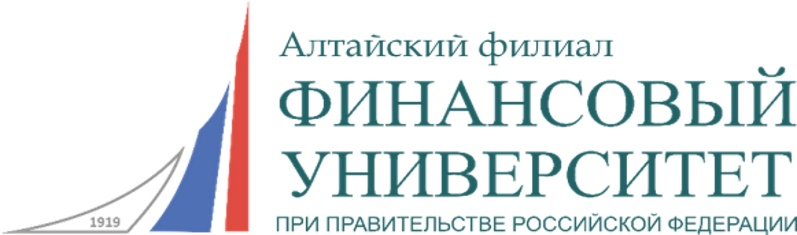 Алтайский филиал
ФИНАНСОВЫЙ
УНИВЕРСИТЕТ
ПРИ ПРАВИТЕЛЬСТВЕ РОССИЙСКОЙ ФЕДЕРАЦИИ
1919